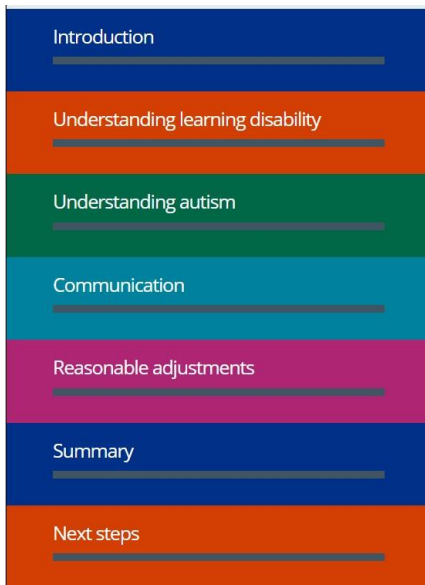 Introduction
Understanding learning disability
Understanding autism
Communication
Reasonable adjustments
Summary
Next steps